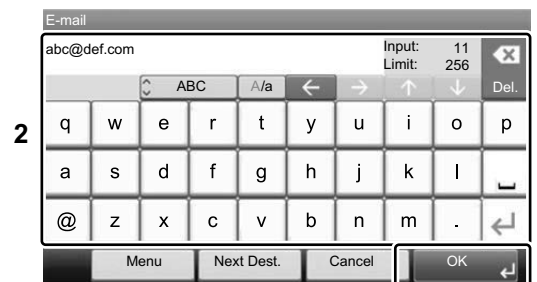 E-mail
abc@def.com Input: 11
Limit: 256
ABC A/a ← → ↑ ↓ Del.
2
q w e r t y u i o p
a s d f g h j k l
@ z x c v b n m .
Menu Next Dest. Cancel OK